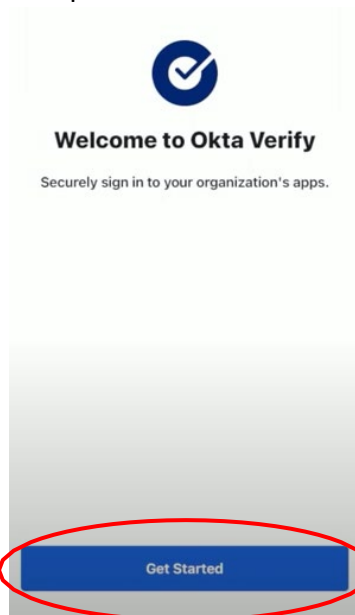 Welcome to Okta Verify
Securely sign in to your organization's apps.
Get Started